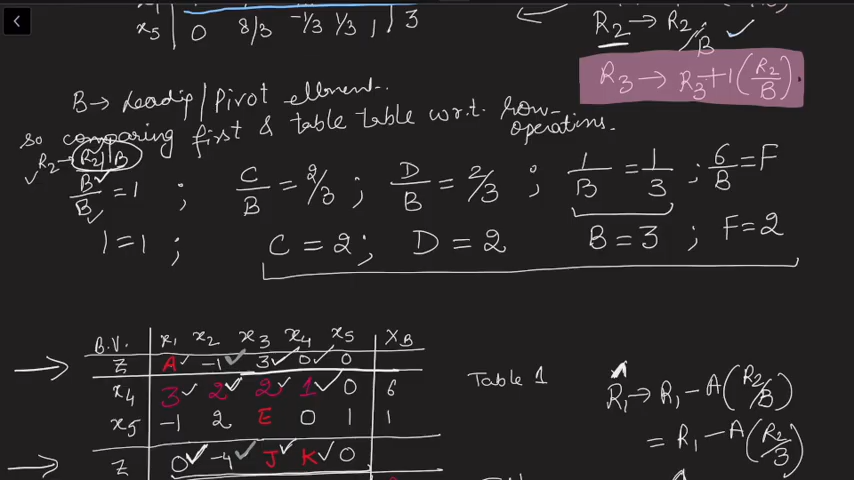 x5 | 0 8/3 -1/3 1/3 1 | 3
R2 → R2/B
R3 → R3+1(R2/B)
B → Leading/Pivot element..
so comparing first & table table w.r.t. row-operations.
R2 → R2/B
B/B = 1 ; C/B = 2/3 ; D/B = 2/3 ; 1/B = 1/3 ; 6/B = F
1=1 ; C = 2 ; D = 2 B = 3 ; F = 2
B.V. x1 x2 x3 x4 x5 XB
Z A -1 3 0 0
x4 3 2 2 1 0 6
x5 -1 2 E 0 1 1
Z 0 -4 J K 0
Table 1
R1 → R1 - A(R2/B)
= R1 - A(R2/3)